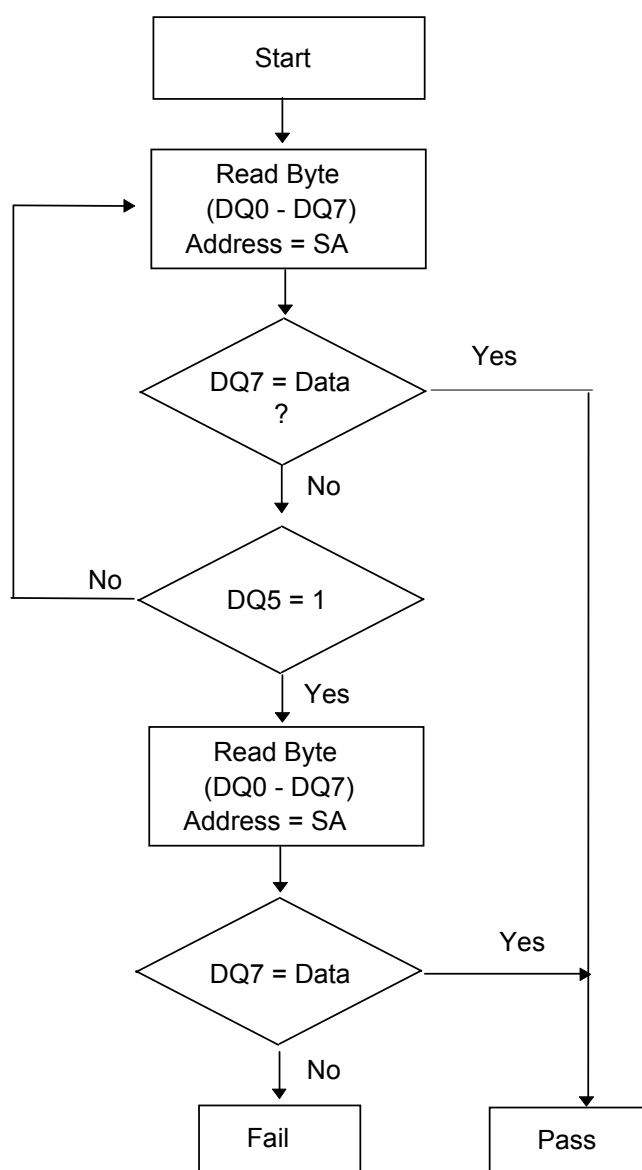 Start
Read Byte
(DQ0 - DQ7)
Address = SA
Yes
DQ7 = Data
?
No
No
DQ5 = 1
Yes
Read Byte
(DQ0 - DQ7)
Address = SA
Yes
DQ7 = Data
No
Fail
Pass